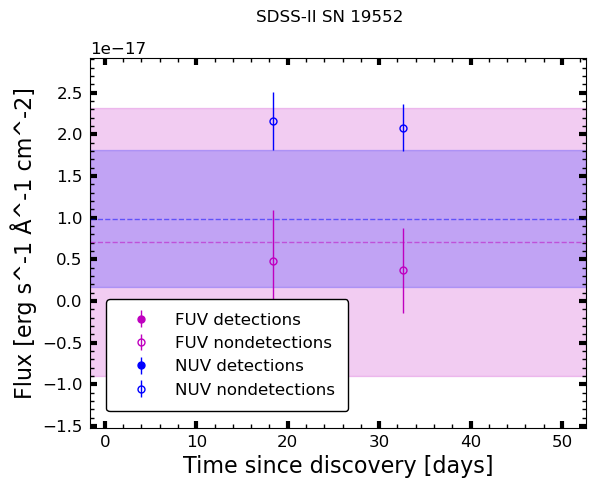 SDSS-II SN 19552
1e−17
Flux [erg s^-1 Å^-1 cm^-2]
2.5
2.0
1.5
1.0
0.5
0.0
−0.5
−1.0
−1.5
FUV detections
FUV nondetections
NUV detections
NUV nondetections
0 10 20 30 40 50
Time since discovery [days]